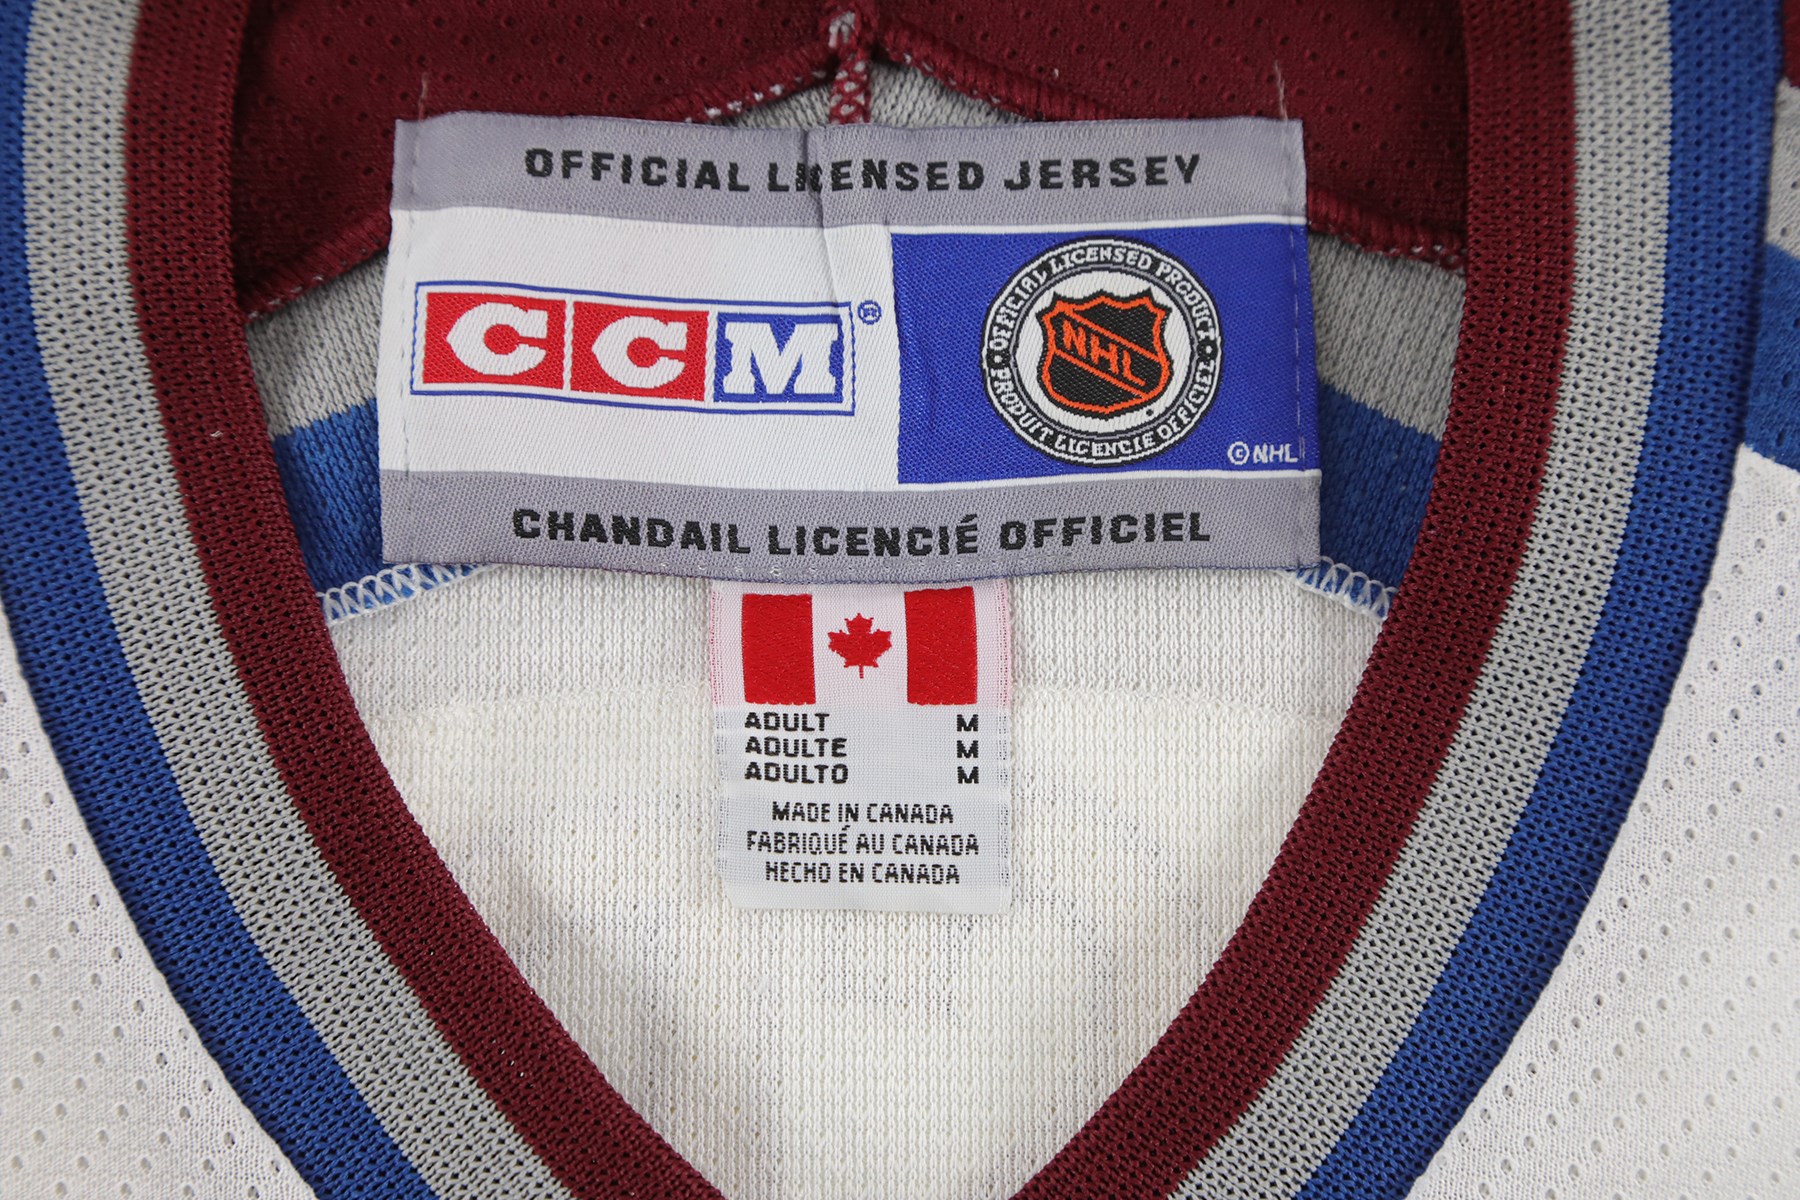 OFFICIAL LICENSED JERSEY
CCM®
OFFICIAL LICENSED PRODUCT
NHL
PRODUIT LICENCIE OFFICIEL
©NHL
CHANDAIL LICENCIÉ OFFICIEL
ADULT M
ADULTE M
ADULTO M
MADE IN CANADA
FABRIQUÉ AU CANADA
HECHO EN CANADA